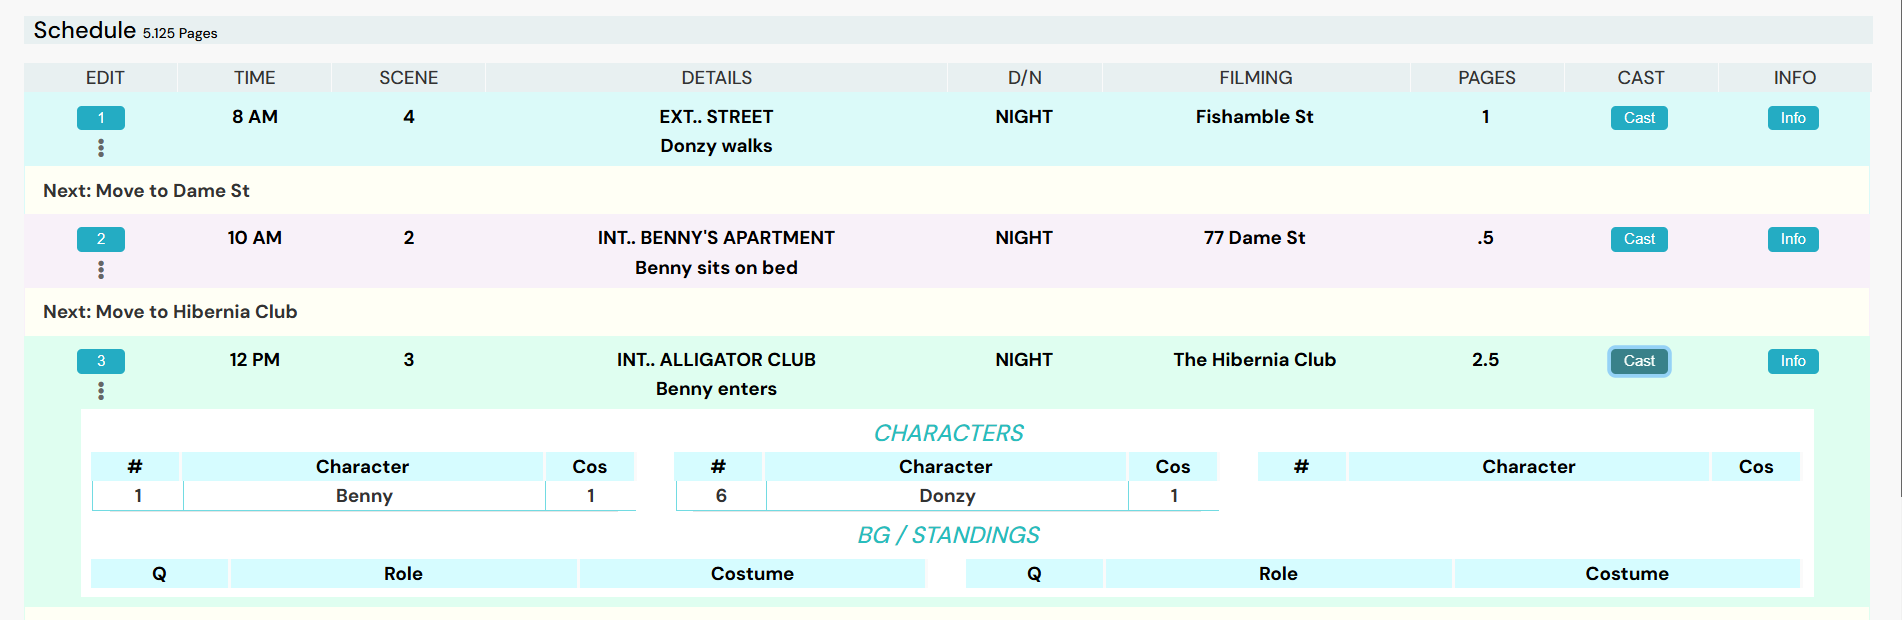 Schedule 5.125 Pages
EDIT TIME SCENE DETAILS D/N FILMING PAGES CAST INFO
1 8 AM 4 EXT.. STREET NIGHT Fishamble St 1 Cast Info
Donzy walks
Next: Move to Dame St
2 10 AM 2 INT.. BENNY'S APARTMENT NIGHT 77 Dame St .5 Cast Info
Benny sits on bed
Next: Move to Hibernia Club
3 12 PM 3 INT.. ALLIGATOR CLUB NIGHT The Hibernia Club 2.5 Cast Info
Benny enters
CHARACTERS
# Character Cos # Character Cos # Character Cos
1 Benny 1 6 Donzy 1
BG / STANDINGS
Q Role Costume Q Role Costume